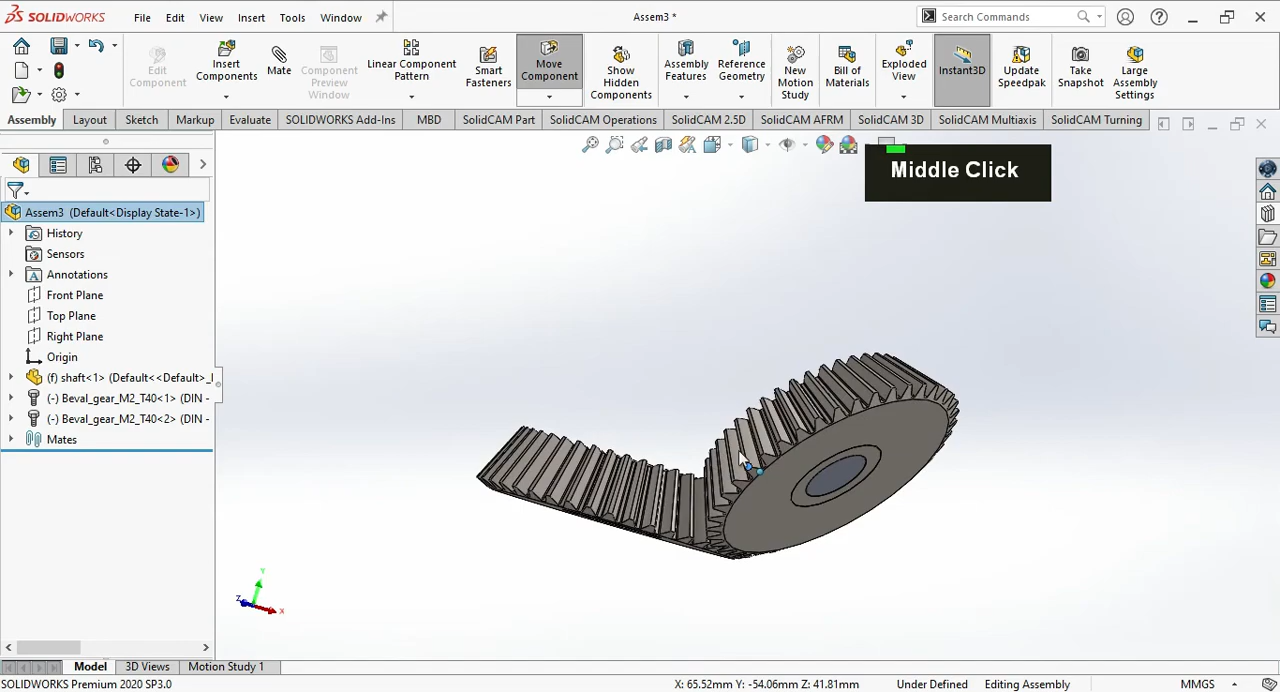 SOLIDWORKS
File Edit View Insert Tools Window
Assem3 *
Search Commands
Edit Component
Insert Components
Mate
Component Preview Window
Linear Component Pattern
Smart Fasteners
Move Component
Show Hidden Components
Assembly Features
Reference Geometry
New Motion Study
Bill of Materials
Exploded View
Instant3D
Update Speedpak
Take Snapshot
Large Assembly Settings
Assembly Layout Sketch Markup Evaluate SOLIDWORKS Add-Ins MBD SolidCAM Part SolidCAM Operations SolidCAM 2.5D SolidCAM AFRM SolidCAM 3D SolidCAM Multiaxis SolidCAM Turning
Middle Click
Assem3 (Default<Display State-1>)
History
Sensors
Annotations
Front Plane
Top Plane
Right Plane
Origin
(f) shaft<1> (Default<<Default>_
(-) Beval_gear_M2_T40<1> (DIN -
(-) Beval_gear_M2_T40<2> (DIN -
Mates
Y
Z
X
Model 3D Views Motion Study 1
SOLIDWORKS Premium 2020 SP3.0
X: 65.52mm Y: -54.06mm Z: 41.81mm
Under Defined
Editing Assembly
MMGS